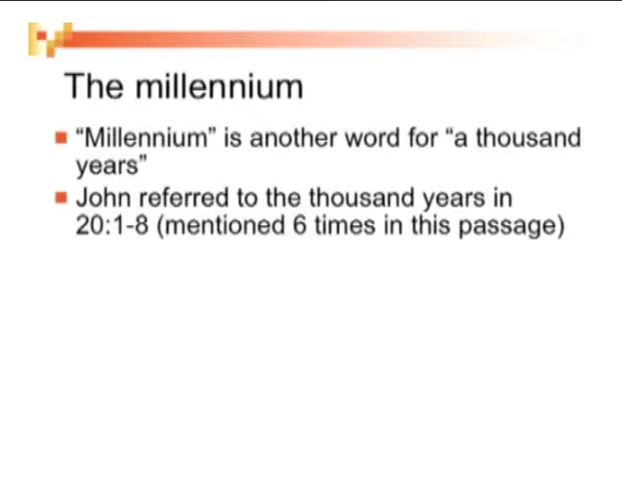 The millennium
“Millennium” is another word for “a thousand
years”
John referred to the thousand years in
20:1-8 (mentioned 6 times in this passage)